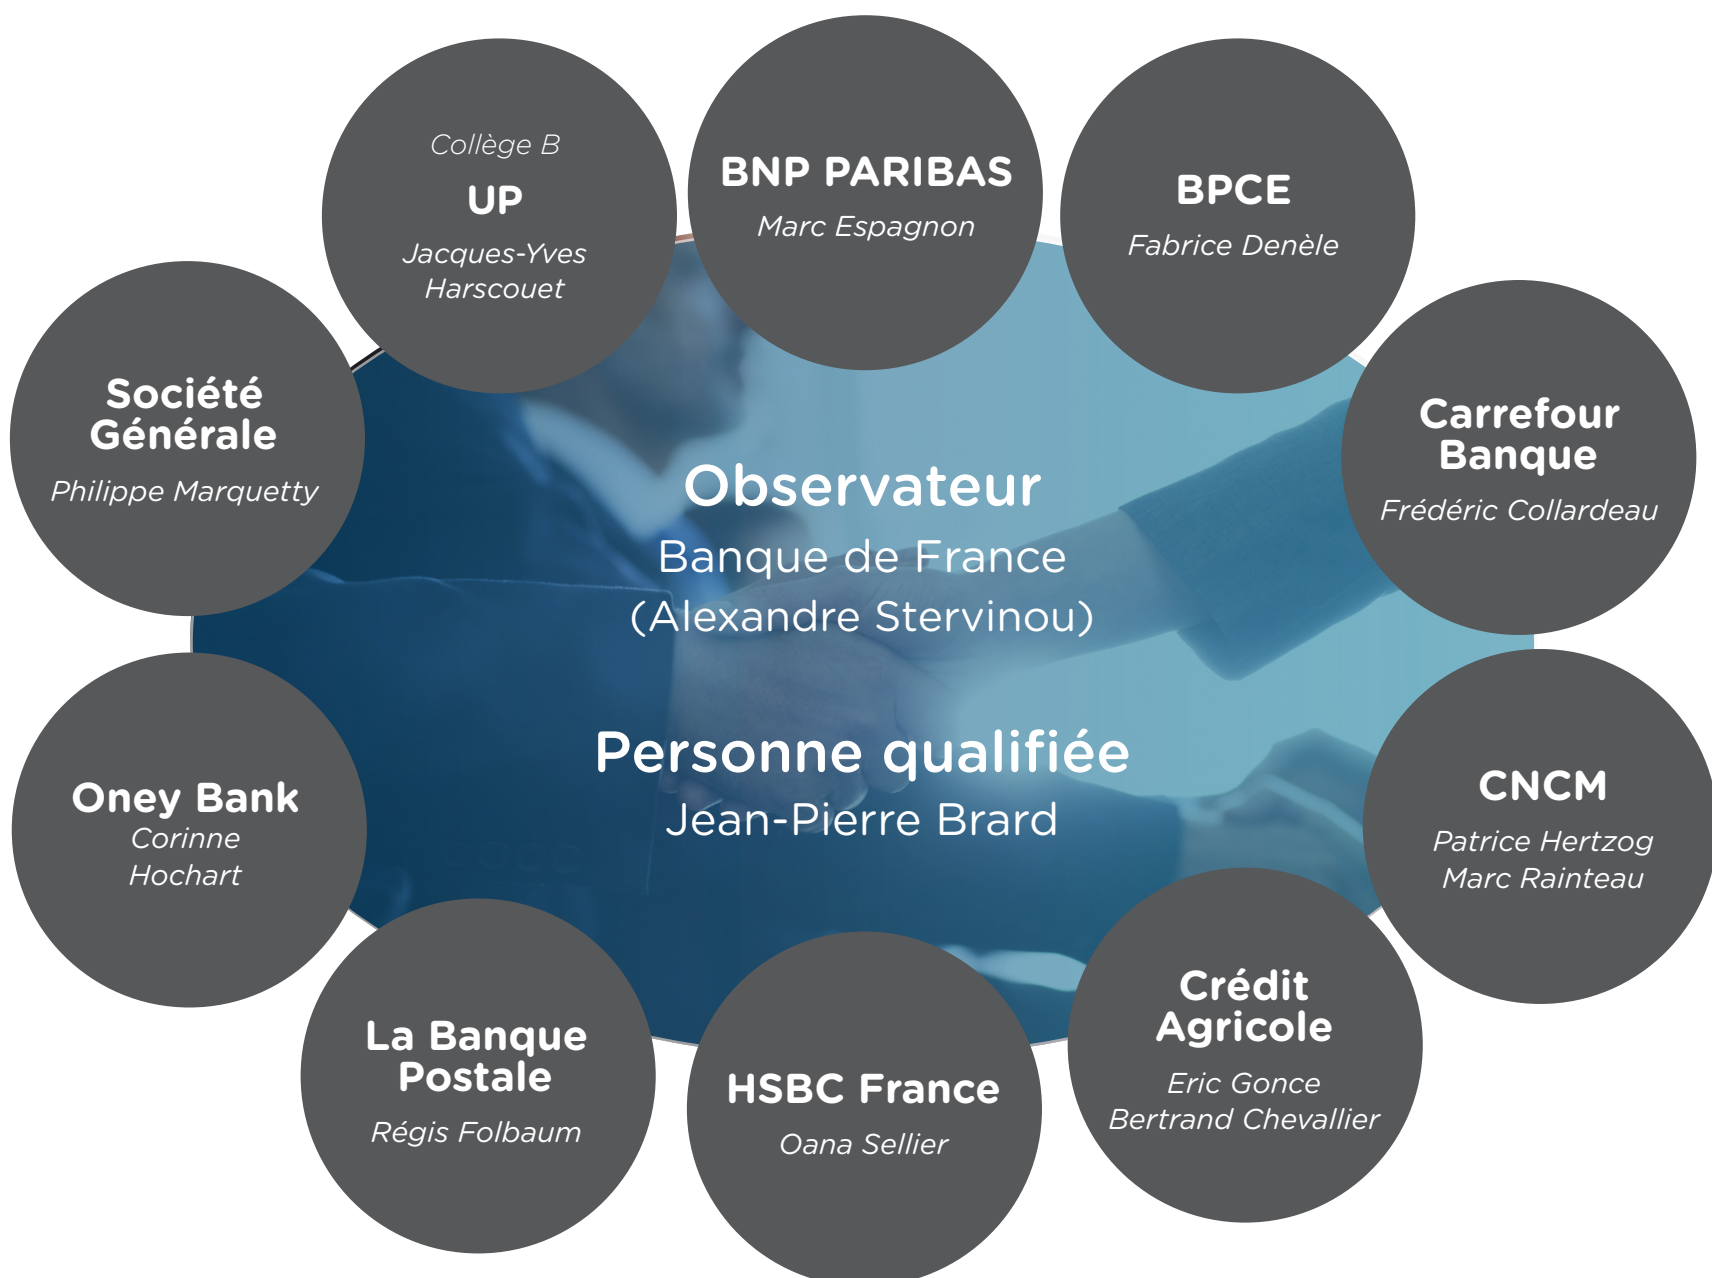 Collège B
UP
Jacques-Yves
Harscouet
BNP PARIBAS
Marc Espagnon
BPCE
Fabrice Denèle
Carrefour
Banque
Frédéric Collardeau
CNCM
Patrice Hertzog
Marc Rainteau
Crédit
Agricole
Eric Gonce
Bertrand Chevallier
HSBC France
Oana Sellier
La Banque
Postale
Régis Folbaum
Oney Bank
Corinne
Hochart
Société
Générale
Philippe Marquetty
Observateur
Banque de France
(Alexandre Stervinou)
Personne qualifiée
Jean-Pierre Brard